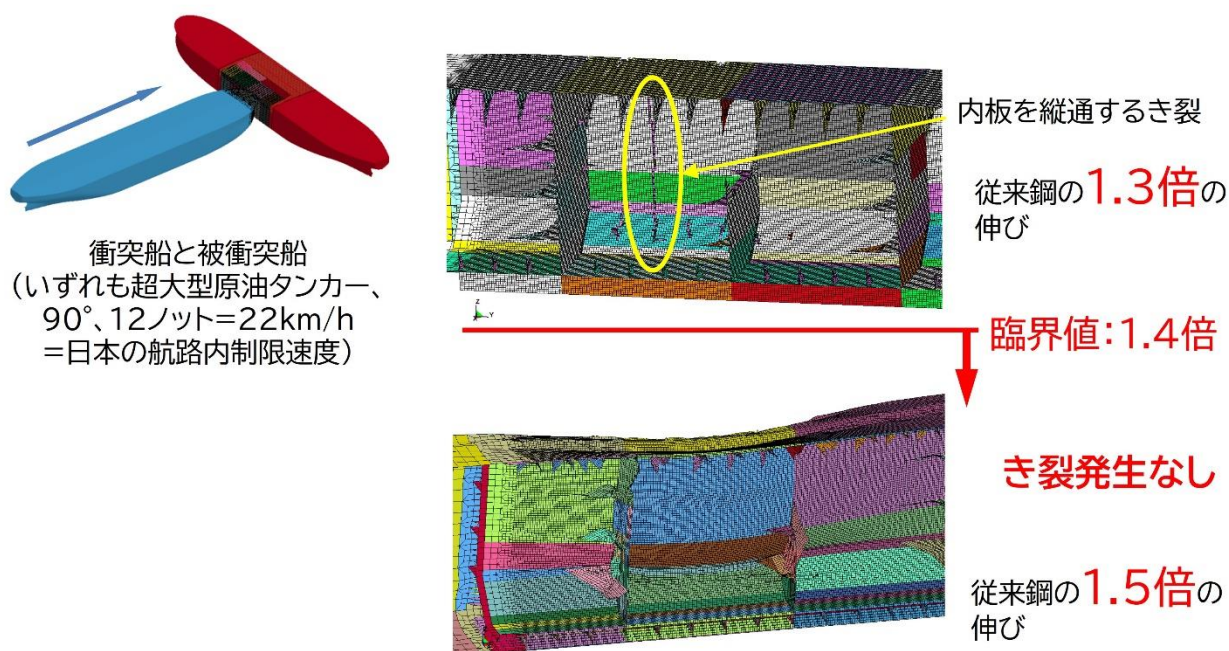 衝突船と被衝突船
(いずれも超大型原油タンカー、
90°、12ノット=22km/h
=日本の航路内制限速度)
内板を縦通するき裂
従来鋼の1.3倍の
伸び
Z
Y
臨界値:1.4倍
き裂発生なし
従来鋼の1.5倍の
伸び